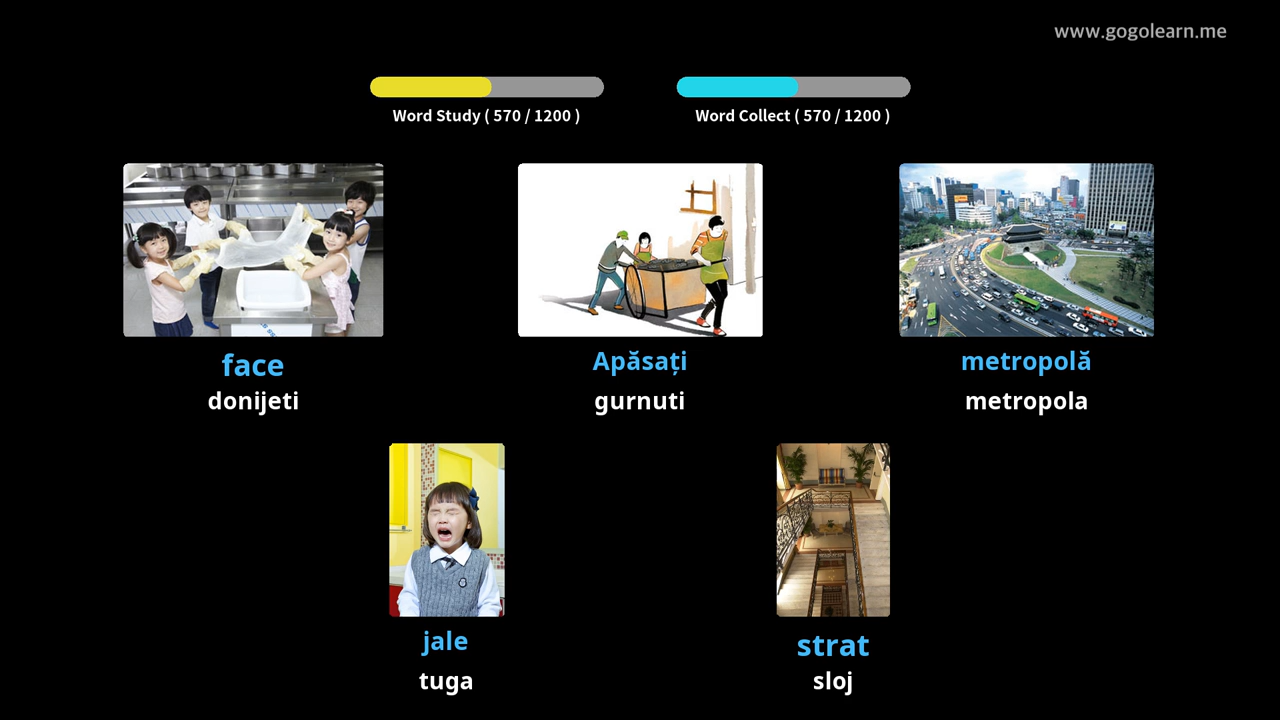 www.gogolearn.me
Word Study ( 570 / 1200 )
Word Collect ( 570 / 1200 )
face
donijeti
Apăsați
gurnuti
metropolă
metropola
jale
tuga
strat
sloj